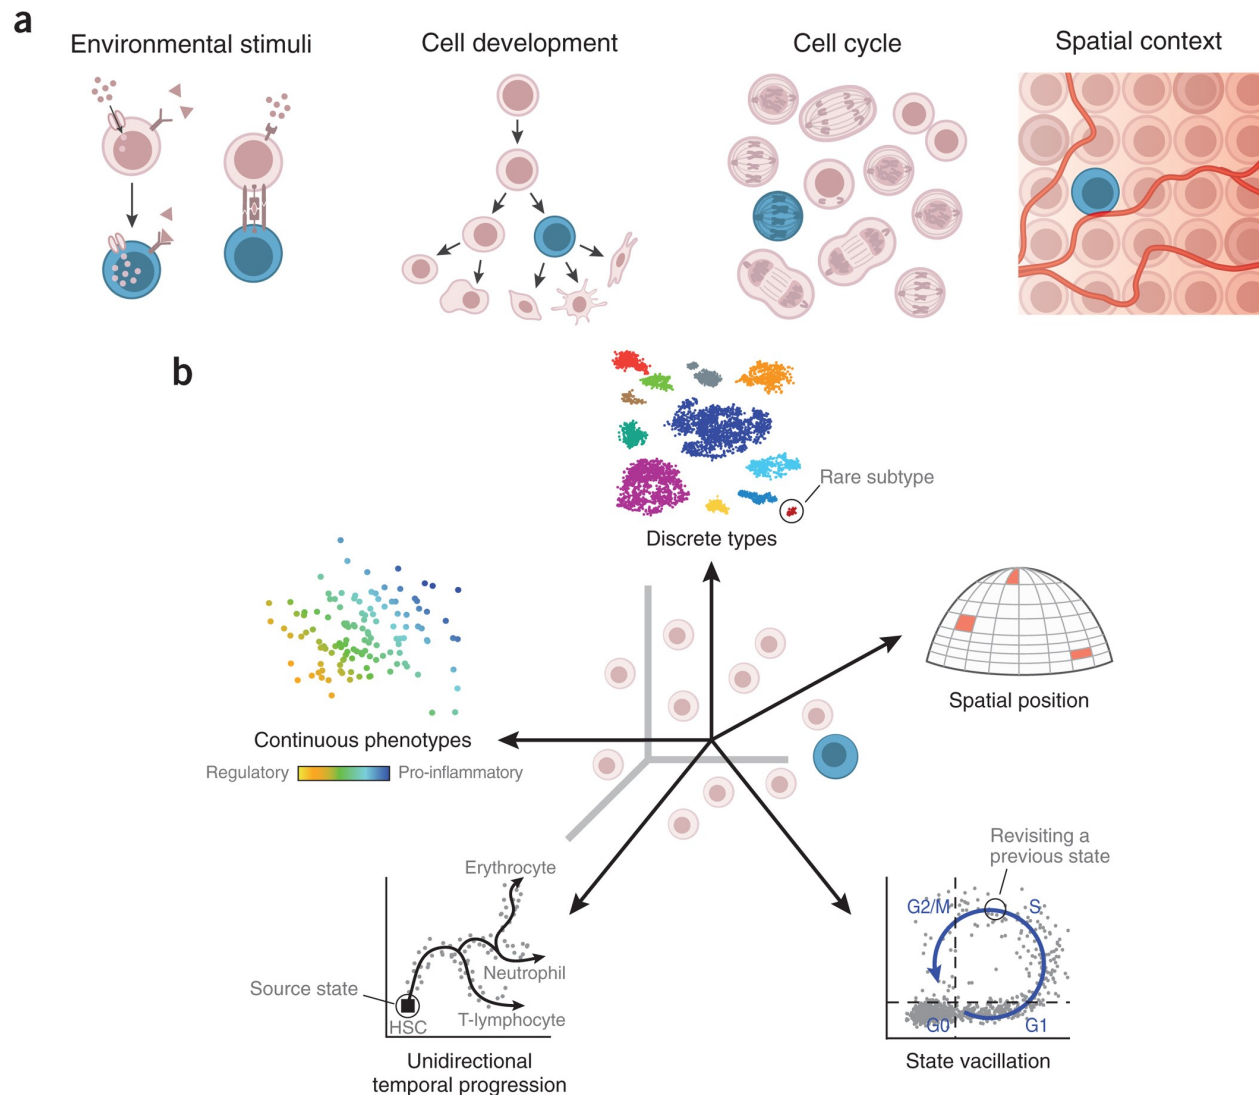 a
Environmental stimuli
Cell development
Cell cycle
Spatial context
b
Rare subtype
Discrete types
Spatial position
Continuous phenotypes
Regulatory
Pro-inflammatory
Erythrocyte
Neutrophil
T-lymphocyte
Source state
HSC
Unidirectional
temporal progression
Revisiting a
previous state
G2/M
S
G0
G1
State vacillation